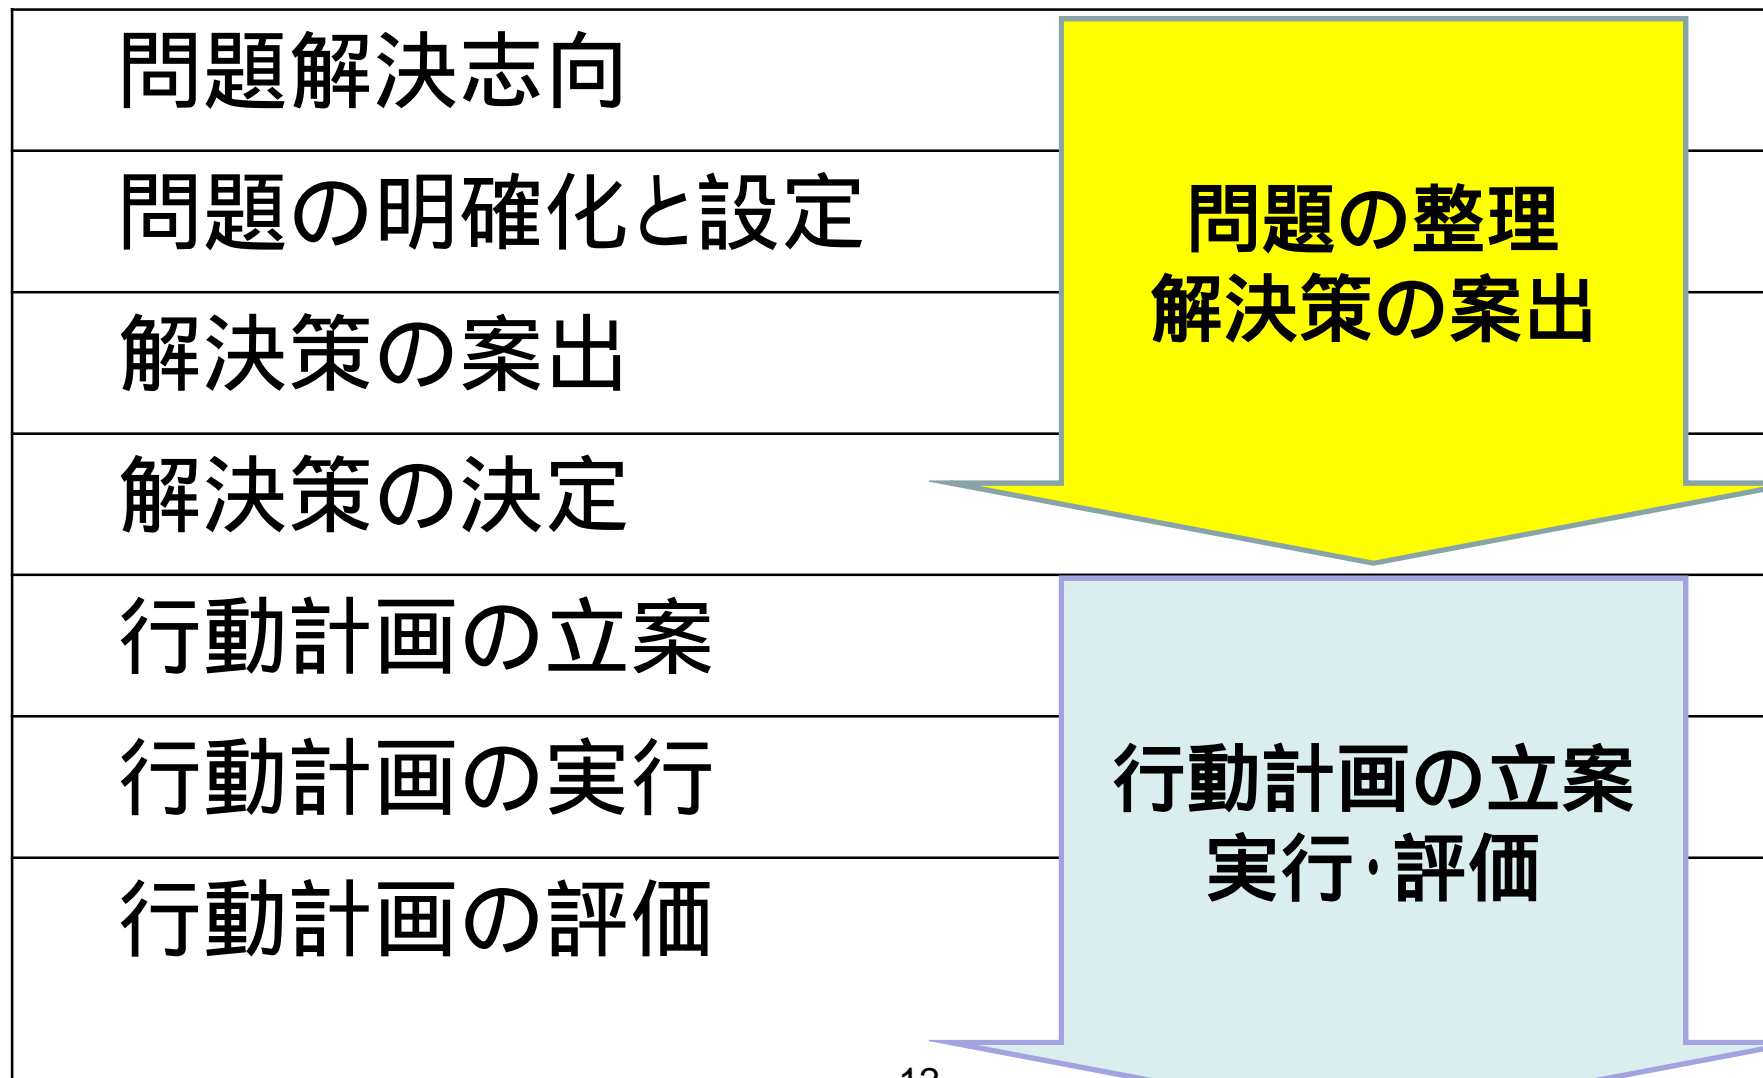 問題解決志向
問題の明確化と設定
解決策の案出
解決策の決定
行動計画の立案
行動計画の実行
行動計画の評価
問題の整理
解決策の案出
行動計画の立案
実行・評価